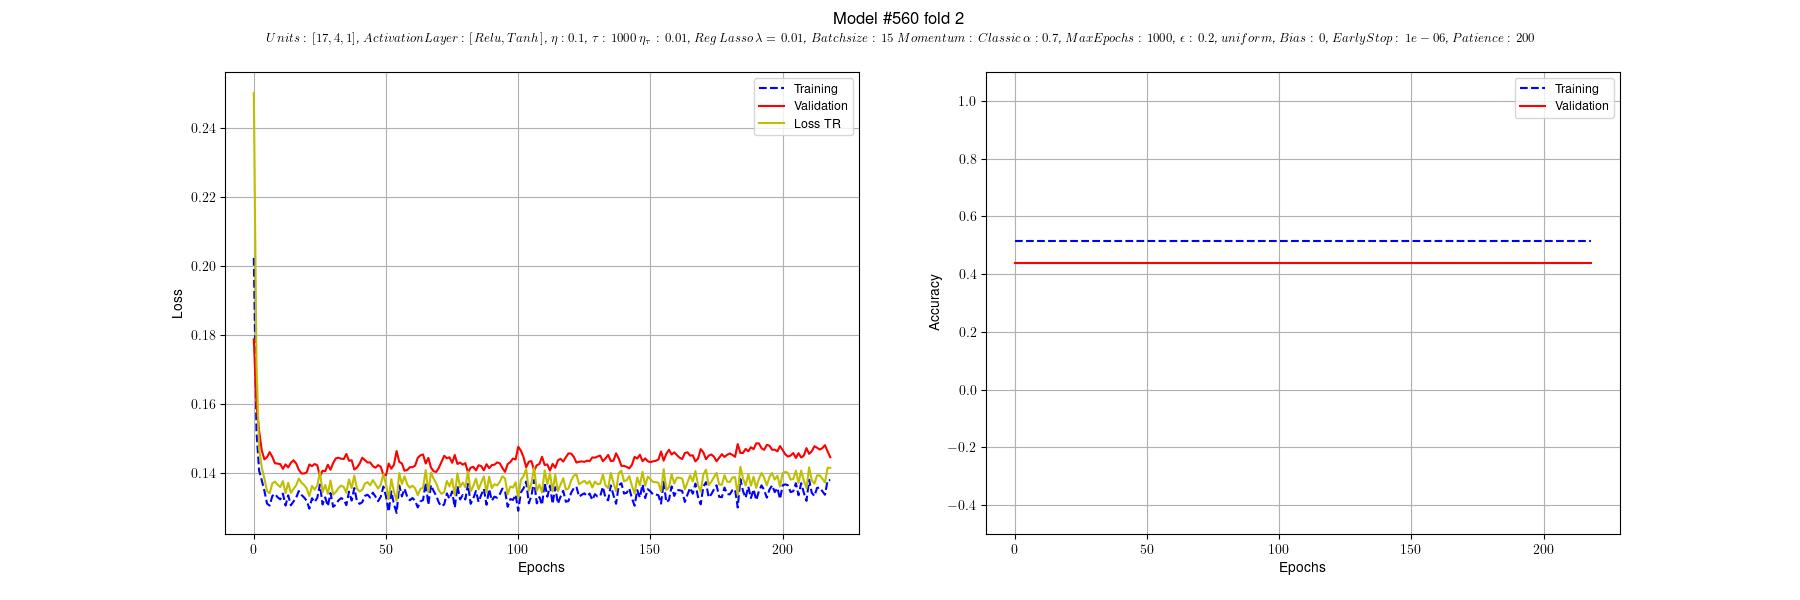 Model #560 fold 2
Units : [17, 4, 1], ActivationLayer : [Relu, Tanh], η : 0.1, τ : 1000 η_τ : 0.01, Reg Lasso λ = 0.01, Batchsize : 15 Momentum : Classic α : 0.7, MaxEpochs : 1000, ϵ : 0.2, uniform, Bias : 0, EarlyStop : 1e − 06, Patience : 200
Training
Validation
Loss TR
0.24
0.22
0.20
0.18
0.16
0.14
Loss
0 50 100 150 200
Epochs
Training
Validation
1.0
0.8
0.6
0.4
0.2
0.0
−0.2
−0.4
Accuracy
0 50 100 150 200
Epochs